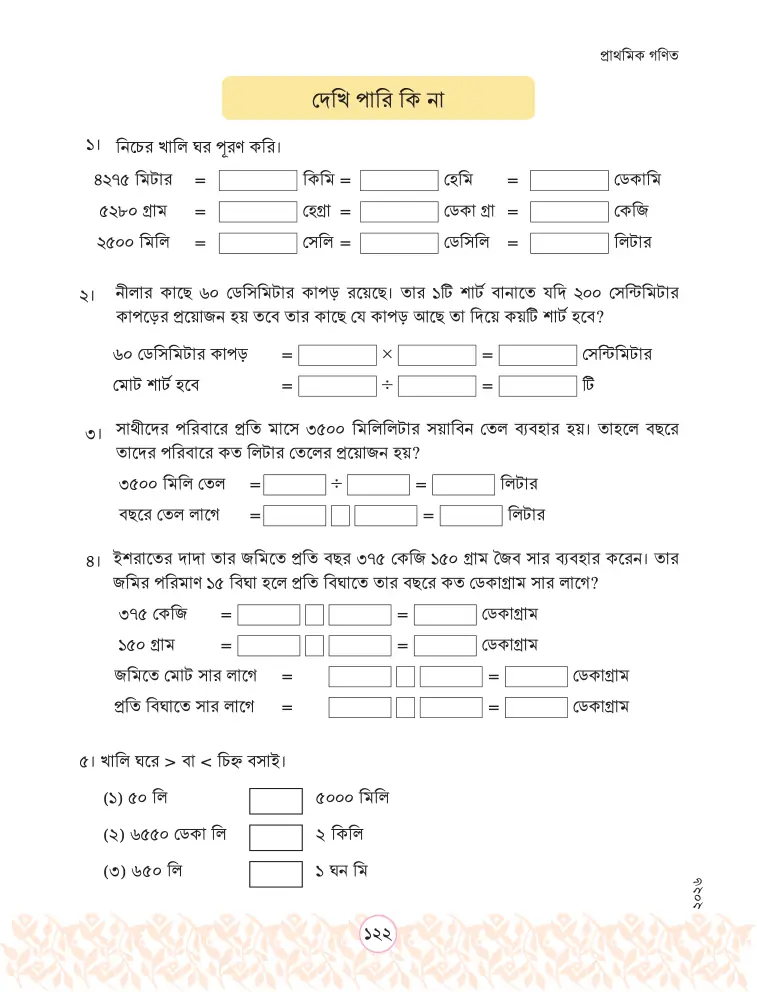 প্রাথমিক গণিত
দেখি পারি কি না
১। নিচের খালি ঘর পূরণ করি।
৪২৭৫ মিটার = কিমি = হেমি = ডেকামি
৫২৮০ গ্রাম = হেগ্রা = ডেকা গ্রা = কেজি
২৫০০ মিলি = সেলি = ডেসিলি = লিটার
২। নীলার কাছে ৬০ ডেসিমিটার কাপড় রয়েছে। তার ১টি শার্ট বানাতে যদি ২০০ সেন্টিমিটার
কাপড়ের প্রয়োজন হয় তবে তার কাছে যে কাপড় আছে তা দিয়ে কয়টি শার্ট হবে?
৬০ ডেসিমিটার কাপড় = × = সেন্টিমিটার
মোট শার্ট হবে = ÷ = টি
৩। সাথীদের পরিবারে প্রতি মাসে ৩৫০০ মিলিলিটার সয়াবিন তেল ব্যবহার হয়। তাহলে বছরে
তাদের পরিবারে কত লিটার তেলের প্রয়োজন হয়?
৩৫০০ মিলি তেল = ÷ = লিটার
বছরে তেল লাগে = = লিটার
৪। ইশরাতের দাদা তার জমিতে প্রতি বছর ৩৭৫ কেজি ১৫০ গ্রাম জৈব সার ব্যবহার করেন। তার
জমির পরিমাণ ১৫ বিঘা হলে প্রতি বিঘাতে তার বছরে কত ডেকাগ্রাম সার লাগে?
৩৭৫ কেজি = = ডেকাগ্রাম
১৫০ গ্রাম = = ডেকাগ্রাম
জমিতে মোট সার লাগে = = ডেকাগ্রাম
প্রতি বিঘাতে সার লাগে = = ডেকাগ্রাম
৫। খালি ঘরে > বা < চিহ্ন বসাই।
(১) ৫০ লি ৫০০০ মিলি
(২) ৬৫৫০ ডেকা লি ২ কিলি
(৩) ৬৫০ লি ১ ঘন মি
২০২৬
১২২